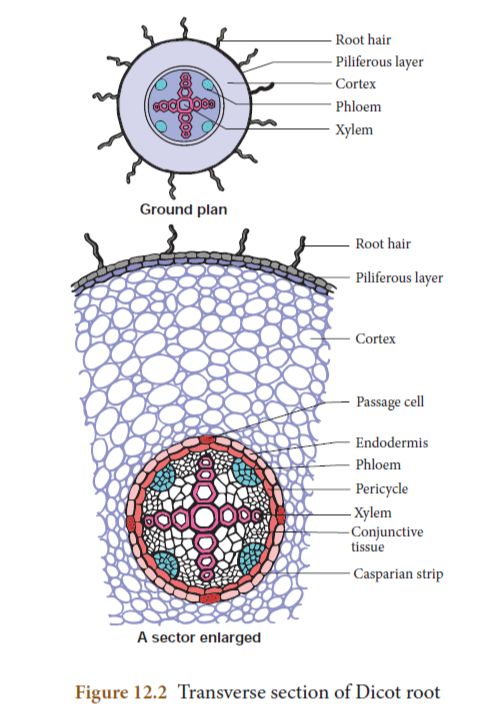 Root hair
Piliferous layer
Cortex
Phloem
Xylem
Ground plan
Root hair
Piliferous layer
Cortex
Passage cell
Endodermis
Phloem
Pericycle
Xylem
Conjunctive
tissue
Casparian strip
A sector enlarged
Figure 12.2 Transverse section of Dicot root